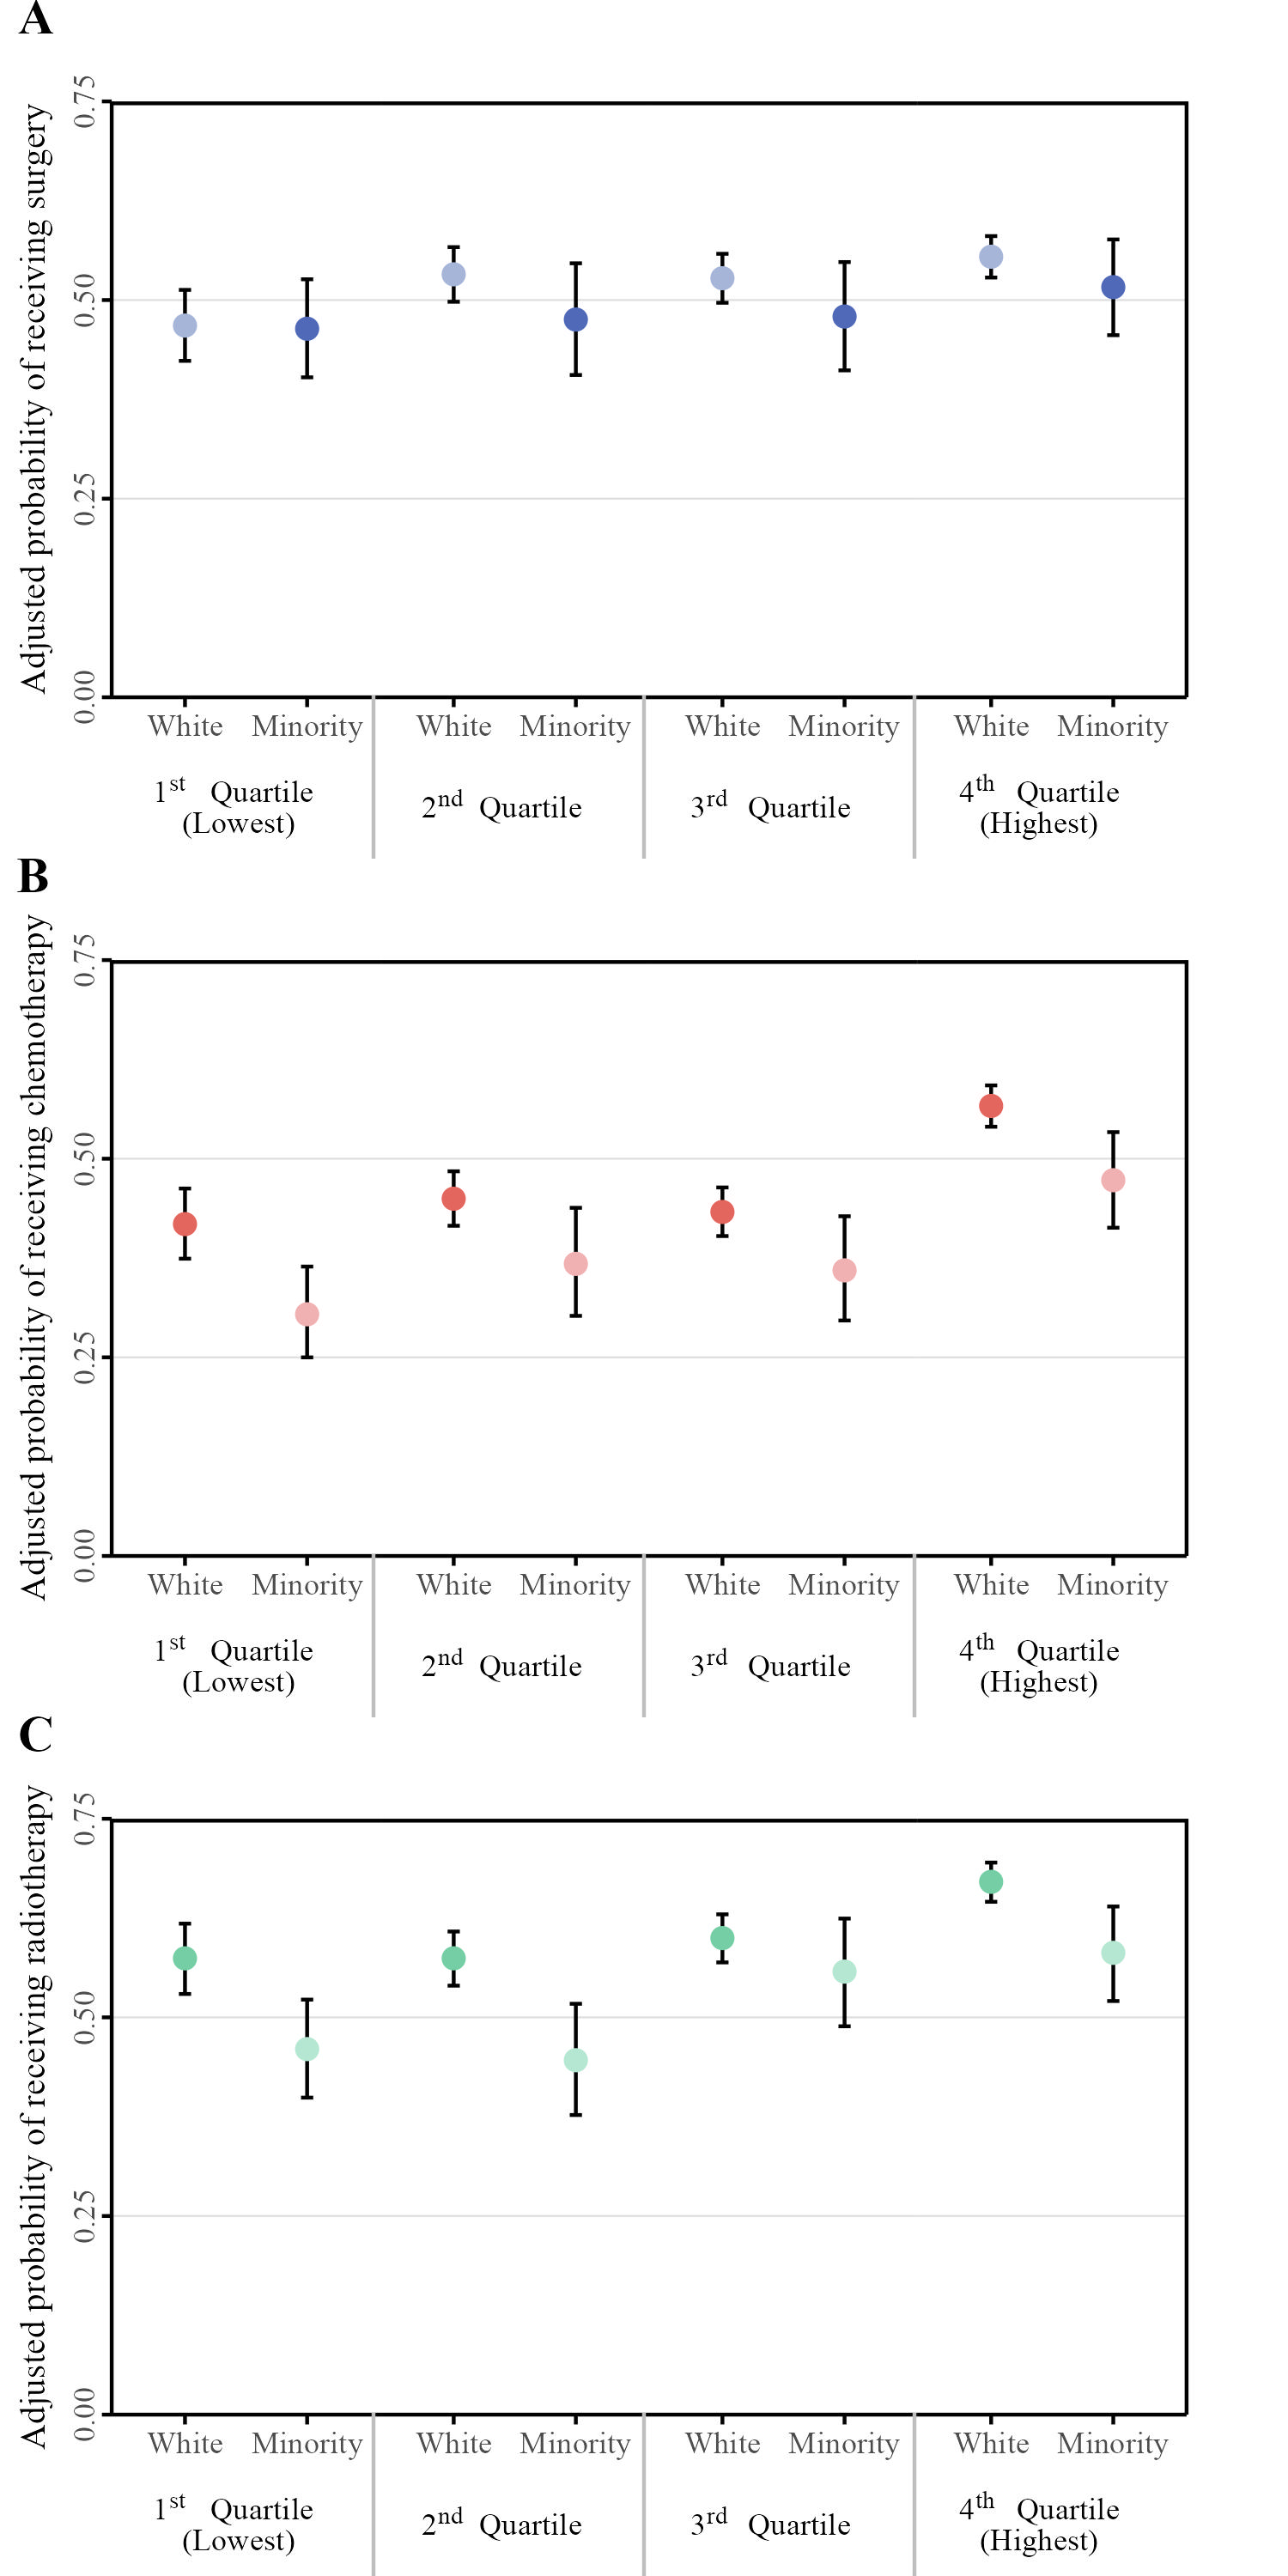 A
Adjusted probability of receiving surgery
0.75
0.50
0.25
0.00
White Minority White Minority White Minority White Minority
1st Quartile (Lowest)
2nd Quartile
3rd Quartile
4th Quartile (Highest)
B
Adjusted probability of receiving chemotherapy
0.75
0.50
0.25
0.00
White Minority White Minority White Minority White Minority
1st Quartile (Lowest)
2nd Quartile
3rd Quartile
4th Quartile (Highest)
C
Adjusted probability of receiving radiotherapy
0.75
0.50
0.25
0.00
White Minority White Minority White Minority White Minority
1st Quartile (Lowest)
2nd Quartile
3rd Quartile
4th Quartile (Highest)